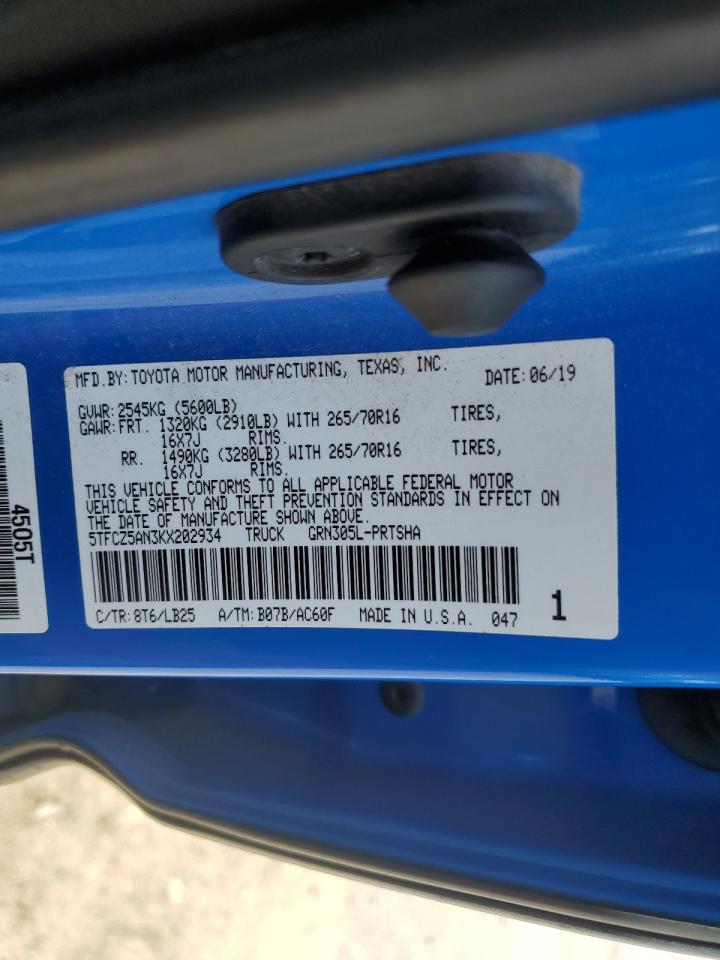 MFD.BY: TOYOTA MOTOR MANUFACTURING, TEXAS, INC. DATE: 06/19
GVWR: 2545KG (5600LB)
GAWR: FRT. 1320KG (2910LB) WITH 265/70R16 TIRES,
16X7J RIMS.
RR. 1490KG (3280LB) WITH 265/70R16 TIRES,
16X7J RIMS.
THIS VEHICLE CONFORMS TO ALL APPLICABLE FEDERAL MOTOR
VEHICLE SAFETY AND THEFT PREVENTION STANDARDS IN EFFECT ON
THE DATE OF MANUFACTURE SHOWN ABOVE.
5TFCZ5AN3KX202934 TRUCK GRN305L-PRTSHA
C/TR: 8T6/LB25 A/TM: B07B/AC60F MADE IN U.S.A. 047 1
4505T